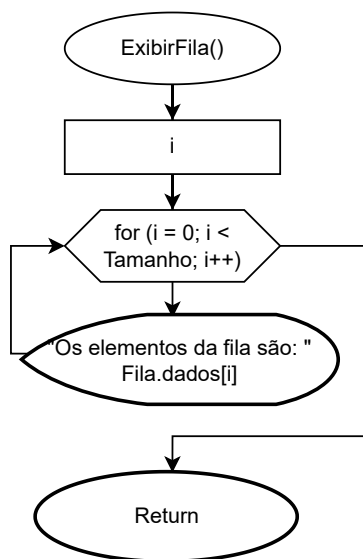 ExibirFila()
i
for (i = 0; i <
Tamanho; i++)
"Os elementos da fila são: "
Fila.dados[i]
Return